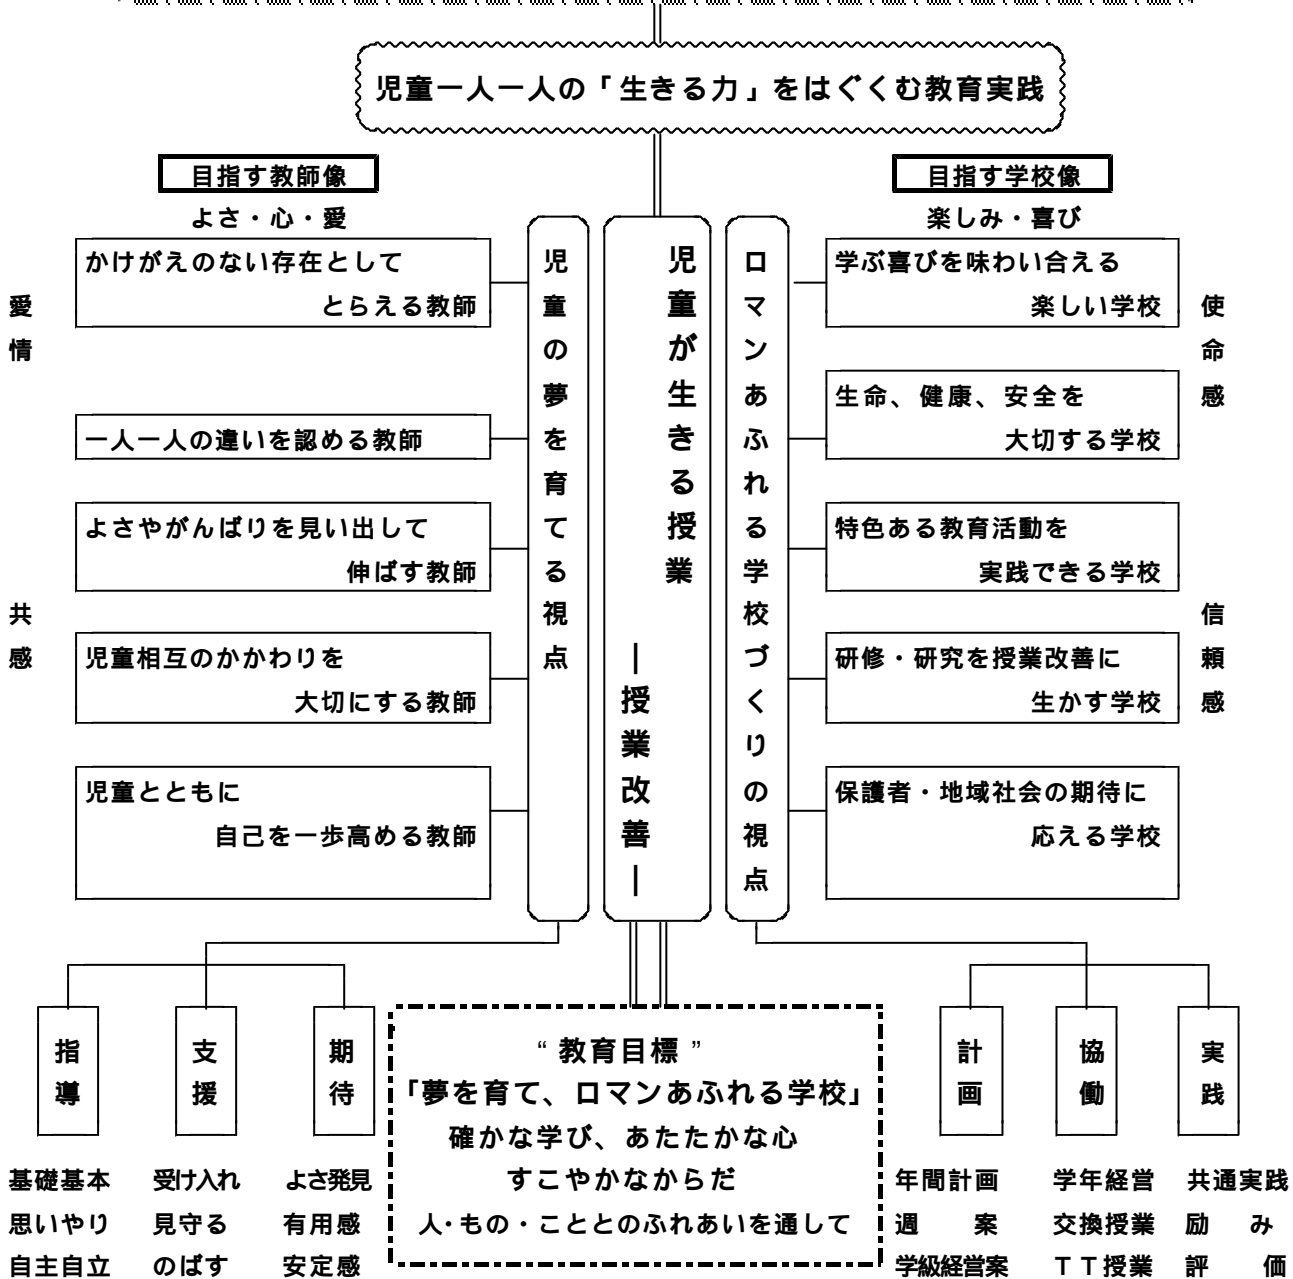 児童一人一人の「生きる力」をはぐくむ教育実践
目指す教師像
よさ・心・愛
かけがえのない存在として
とらえる教師
一人一人の違いを認める教師
よさやがんばりを見い出して
伸ばす教師
児童相互のかかわりを
大切にする教師
児童とともに
自己を一歩高める教師
愛情
共感
児童の夢を育てる視点
児童が生きる授業
―授業改善―
ロマンあふれる学校づくりの視点
目指す学校像
楽しみ・喜び
学ぶ喜びを味わい合える
楽しい学校
生命、健康、安全を
大切する学校
特色ある教育活動を
実践できる学校
研修・研究を授業改善に
生かす学校
保護者・地域社会の期待に
応える学校
使命感
信頼感
指導
基礎基本
思いやり
自主自立
支援
受け入れ
見守る
のばす
期待
よさ発見
有用感
安定感
“教育目標”
「夢を育て、ロマンあふれる学校」
確かな学び、あたたかな心
すこやかなからだ
人・もの・こととのふれあいを通して
計画
年間計画
週　案
学級経営案
協働
学年経営
交換授業
ＴＴ授業
実践
共通実践
励　み
評　価